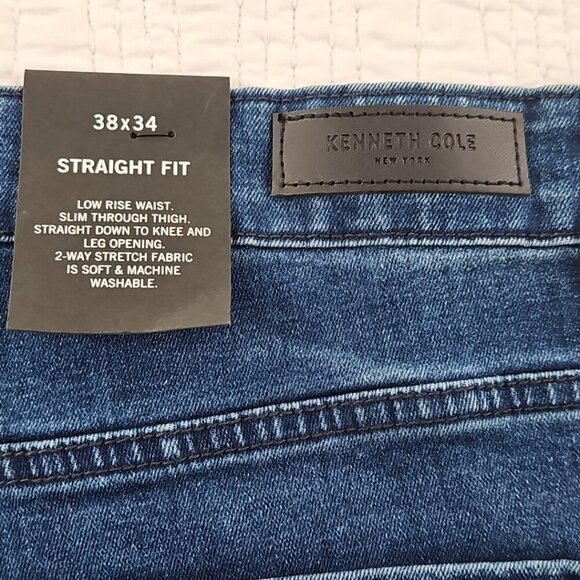 38x34
STRAIGHT FIT
LOW RISE WAIST.
SLIM THROUGH THIGH.
STRAIGHT DOWN TO KNEE AND
LEG OPENING.
2-WAY STRETCH FABRIC
IS SOFT & MACHINE
WASHABLE.
KENNETH COLE
NEW YORK